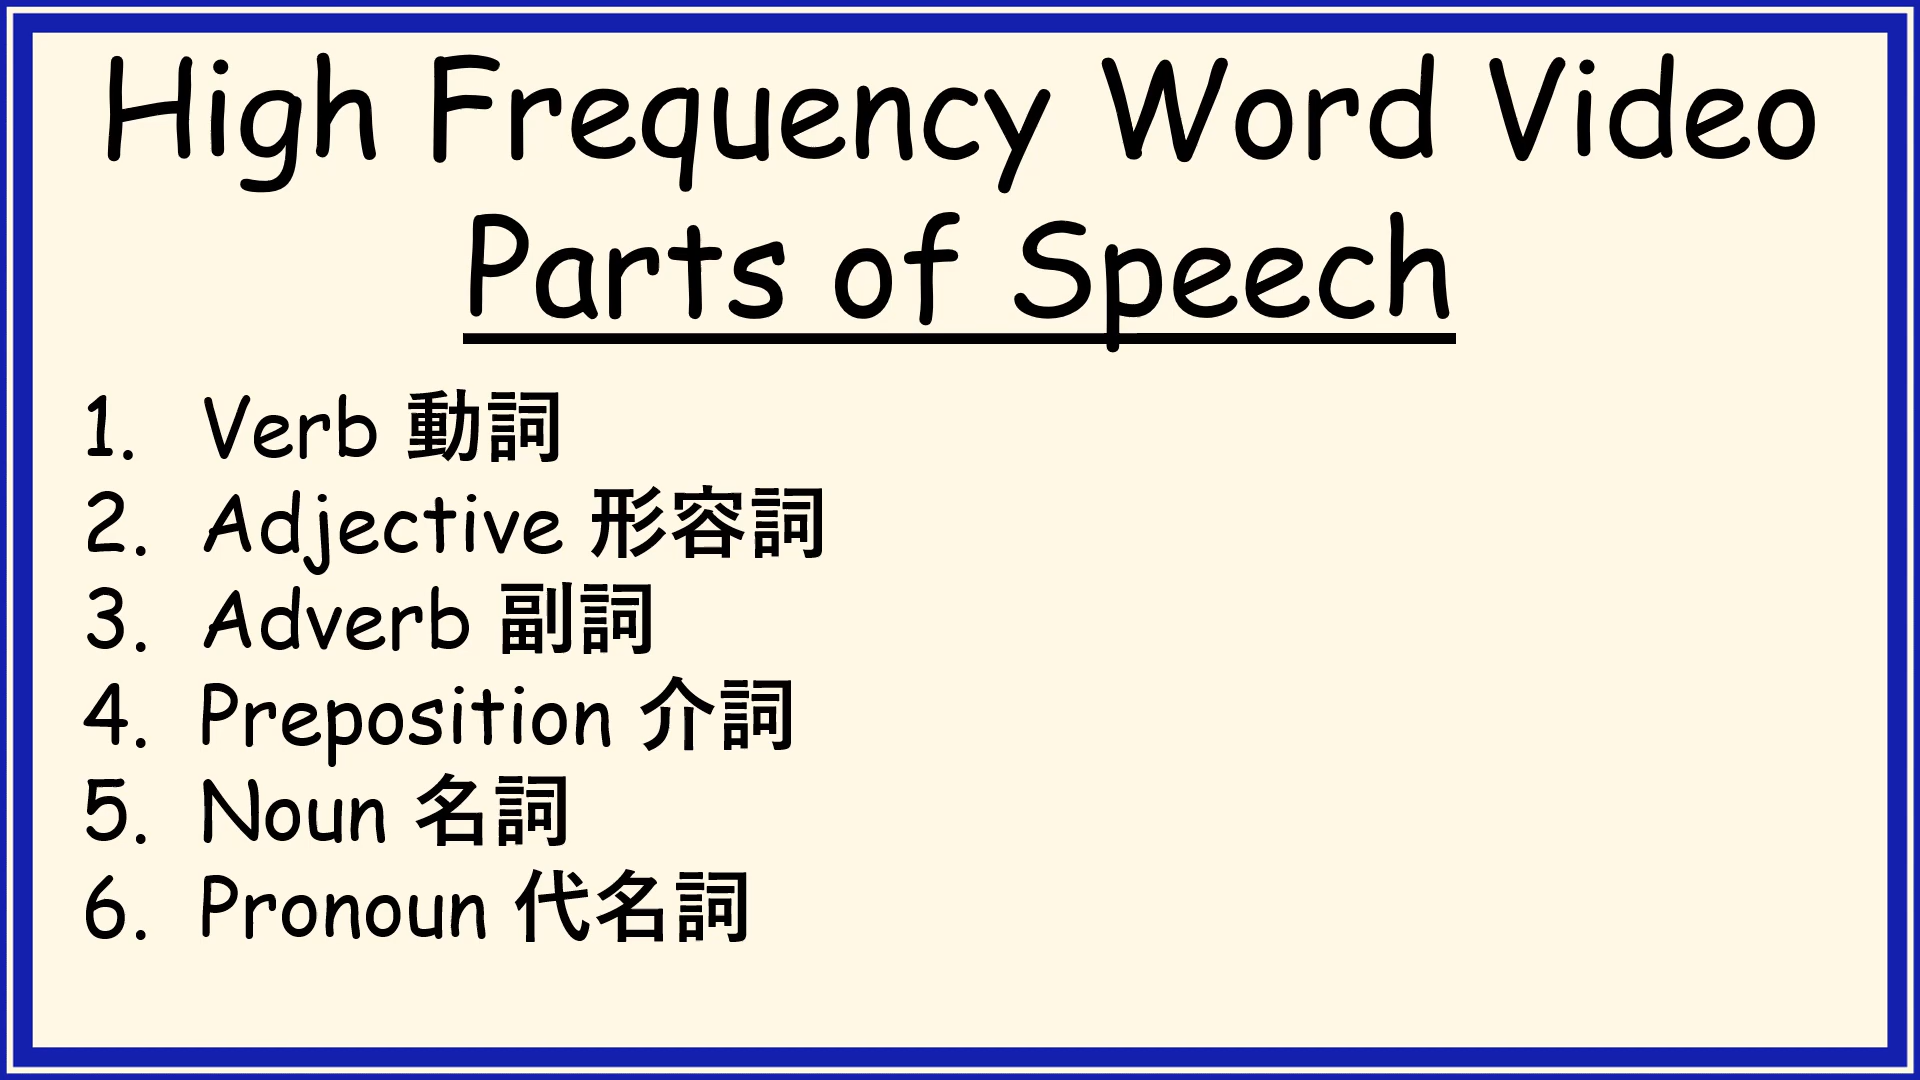 High Frequency Word Video
Parts of Speech
1. Verb 動詞
2. Adjective 形容詞
3. Adverb 副詞
4. Preposition 介詞
5. Noun 名詞
6. Pronoun 代名詞